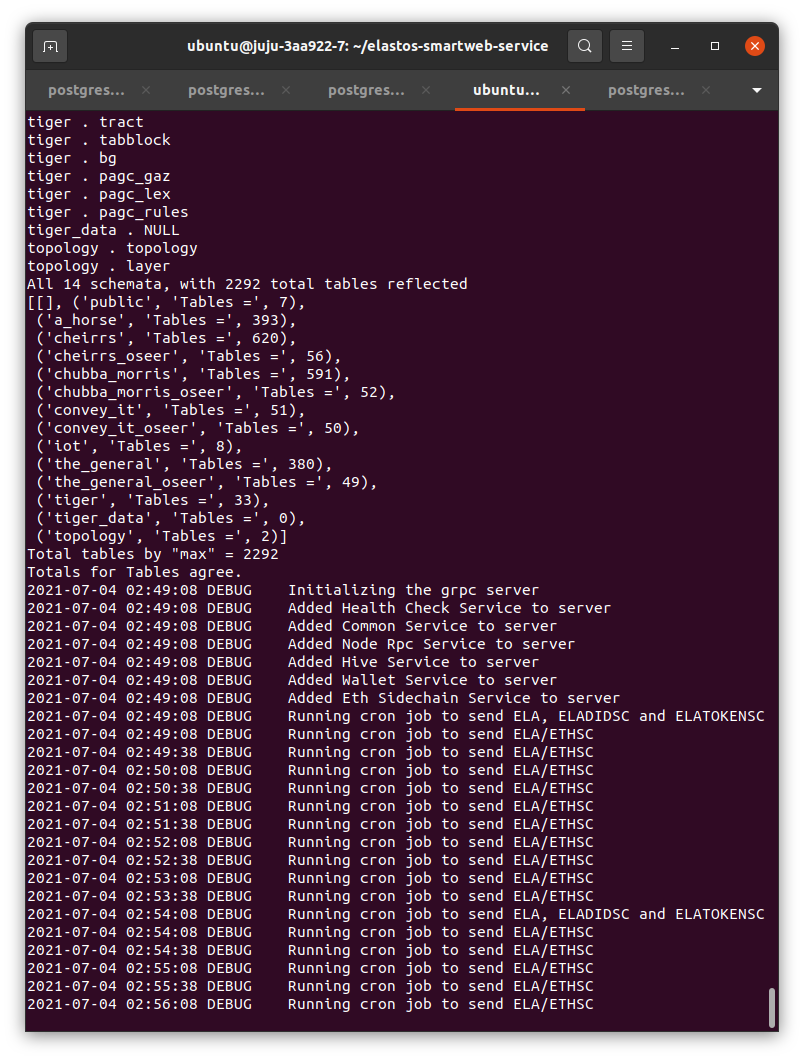 ubuntu@juju-3aa922-7: ~/elastos-smartweb-service
postgres... × postgres... × postgres... × ubuntu... × postgres... ×
tiger . tract
tiger . tabblock
tiger . bg
tiger . pagc_gaz
tiger . pagc_lex
tiger . pagc_rules
tiger_data . NULL
topology . topology
topology . layer
All 14 schemata, with 2292 total tables reflected
[[], ('public', 'Tables =', 7),
 ('a_horse', 'Tables =', 393),
 ('cheirrs', 'Tables =', 620),
 ('cheirrs_oseer', 'Tables =', 56),
 ('chubba_morris', 'Tables =', 591),
 ('chubba_morris_oseer', 'Tables =', 52),
 ('convey_it', 'Tables =', 51),
 ('convey_it_oseer', 'Tables =', 50),
 ('iot', 'Tables =', 8),
 ('the_general', 'Tables =', 380),
 ('the_general_oseer', 'Tables =', 49),
 ('tiger', 'Tables =', 33),
 ('tiger_data', 'Tables =', 0),
 ('topology', 'Tables =', 2)]
Total tables by "max" = 2292
Totals for Tables agree.
2021-07-04 02:49:08 DEBUG    Initializing the grpc server
2021-07-04 02:49:08 DEBUG    Added Health Check Service to server
2021-07-04 02:49:08 DEBUG    Added Common Service to server
2021-07-04 02:49:08 DEBUG    Added Node Rpc Service to server
2021-07-04 02:49:08 DEBUG    Added Hive Service to server
2021-07-04 02:49:08 DEBUG    Added Wallet Service to server
2021-07-04 02:49:08 DEBUG    Added Eth Sidechain Service to server
2021-07-04 02:49:08 DEBUG    Running cron job to send ELA, ELADIDSC and ELATOKENSC
2021-07-04 02:49:08 DEBUG    Running cron job to send ELA/ETHSC
2021-07-04 02:49:38 DEBUG    Running cron job to send ELA/ETHSC
2021-07-04 02:50:08 DEBUG    Running cron job to send ELA/ETHSC
2021-07-04 02:50:38 DEBUG    Running cron job to send ELA/ETHSC
2021-07-04 02:51:08 DEBUG    Running cron job to send ELA/ETHSC
2021-07-04 02:51:38 DEBUG    Running cron job to send ELA/ETHSC
2021-07-04 02:52:08 DEBUG    Running cron job to send ELA/ETHSC
2021-07-04 02:52:38 DEBUG    Running cron job to send ELA/ETHSC
2021-07-04 02:53:08 DEBUG    Running cron job to send ELA/ETHSC
2021-07-04 02:53:38 DEBUG    Running cron job to send ELA/ETHSC
2021-07-04 02:54:08 DEBUG    Running cron job to send ELA, ELADIDSC and ELATOKENSC
2021-07-04 02:54:08 DEBUG    Running cron job to send ELA/ETHSC
2021-07-04 02:54:38 DEBUG    Running cron job to send ELA/ETHSC
2021-07-04 02:55:08 DEBUG    Running cron job to send ELA/ETHSC
2021-07-04 02:55:38 DEBUG    Running cron job to send ELA/ETHSC
2021-07-04 02:56:08 DEBUG    Running cron job to send ELA/ETHSC